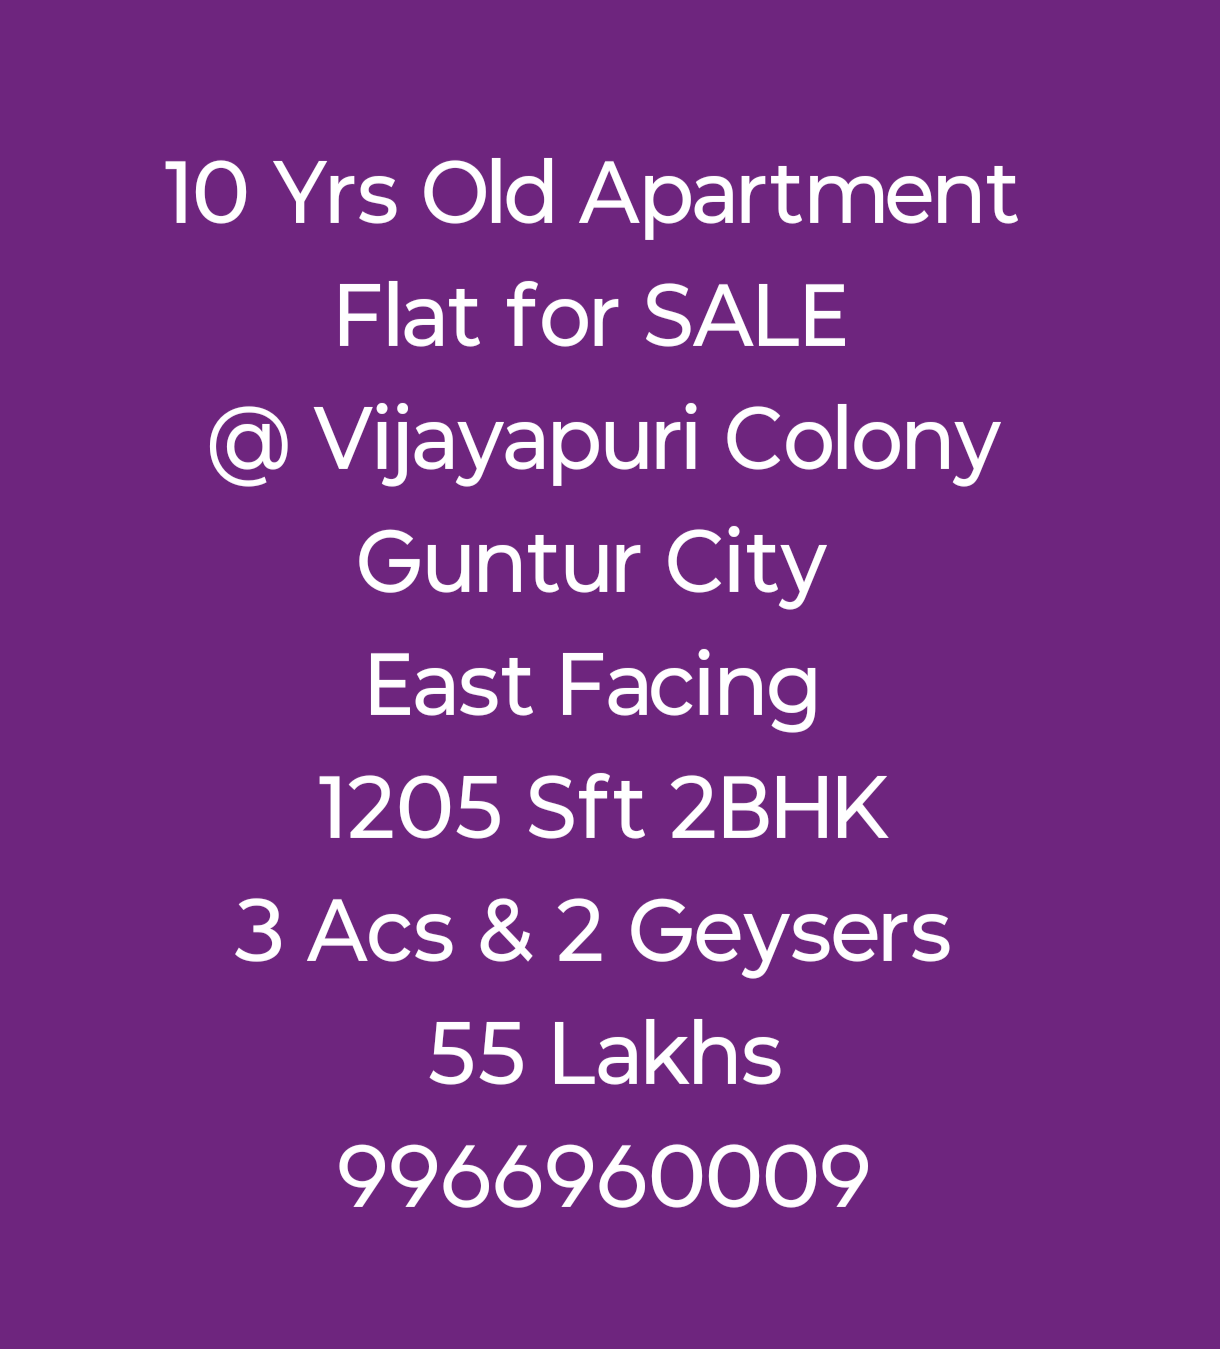 10 Yrs Old Apartment
Flat for SALE
@ Vijayapuri Colony
Guntur City
East Facing
1205 Sft 2BHK
3 Acs & 2 Geysers
55 Lakhs
9966960009